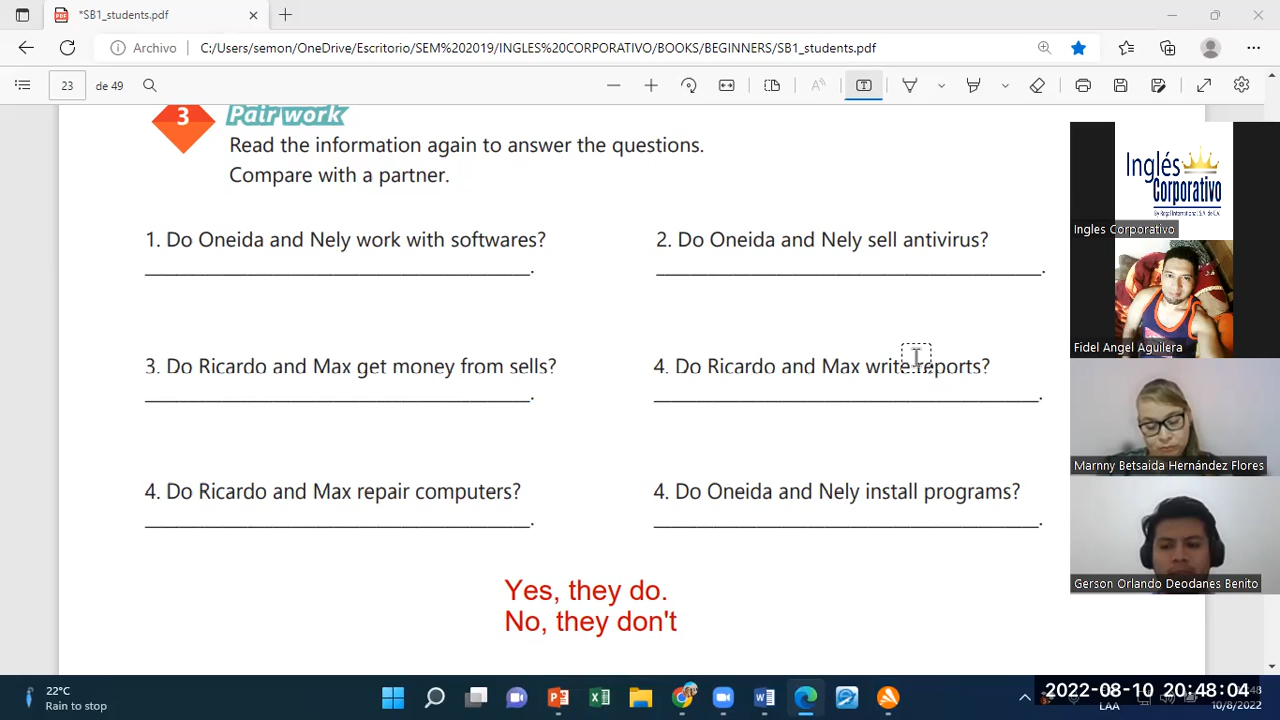 *SB1_students.pdf
Archivo
C:/Users/semon/OneDrive/Escritorio/SEM%202019/INGLES%20CORPORATIVO/BOOKS/BEGINNERS/SB1_students.pdf
23
de 49
3
Pair work
Read the information again to answer the questions.
Compare with a partner.
1. Do Oneida and Nely work with softwares?
2. Do Oneida and Nely sell antivirus?
3. Do Ricardo and Max get money from sells?
4. Do Ricardo and Max write reports?
4. Do Ricardo and Max repair computers?
4. Do Oneida and Nely install programs?
Yes, they do.
No, they don't
Inglés
Corporativo
Ingles Corporativo
Fidel Angel Aguilera
Marnny Betsaida Hernández Flores
Gerson Orlando Deodanes Benito
22°C
Rain to stop
2022-08-10 20:48:04
LAA
10/8/2022